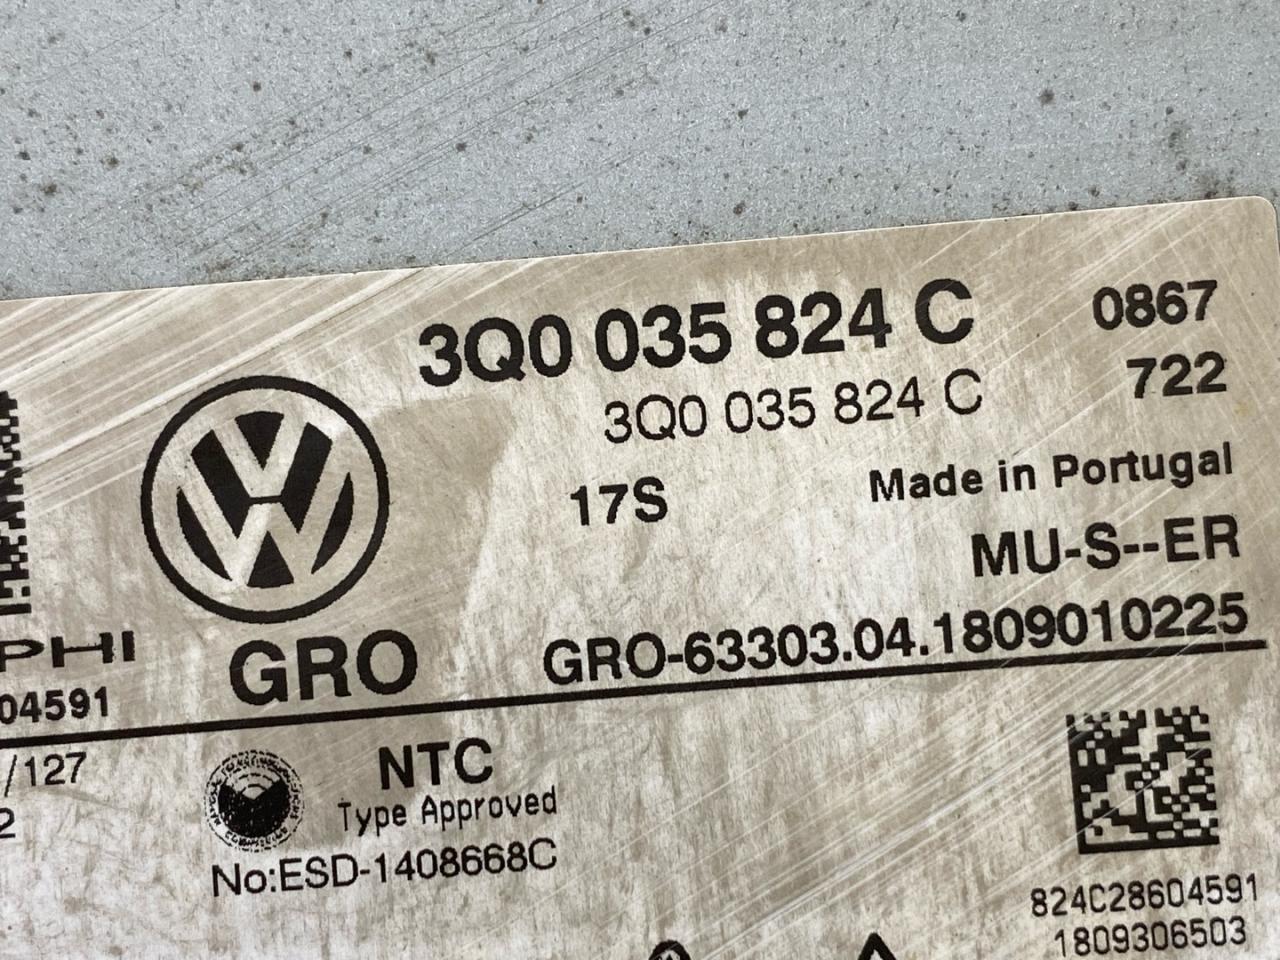 3Q0 035 824 C
0867
3Q0 035 824 C
722
17S
Made in Portugal
MU-S--ER
PHI
GRO
GRO-63303.04.1809010225
04591
/127
2
NTC
Type Approved
No:ESD-1408668C
824C28604591
1809306503